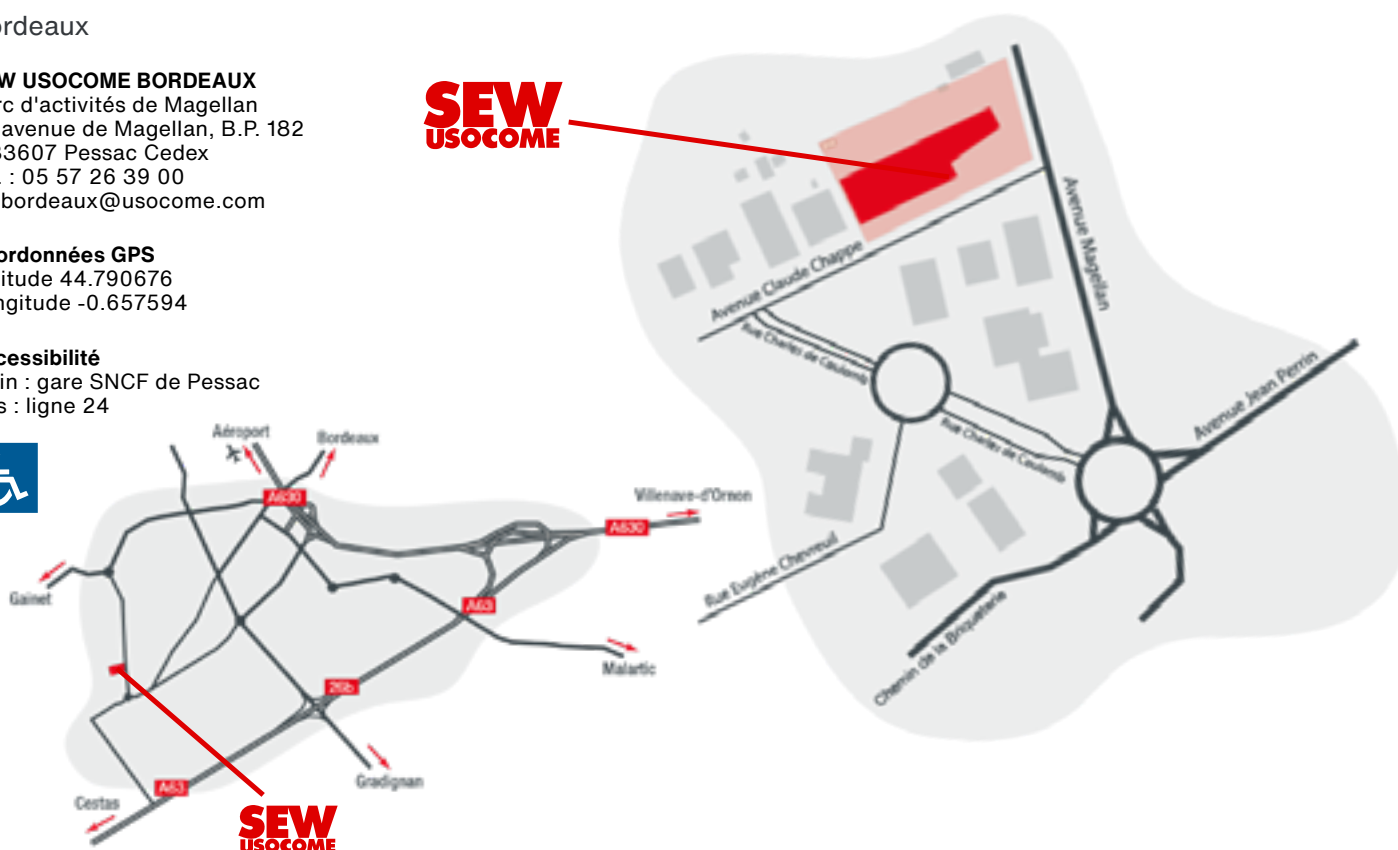 ordeaux
W USOCOME BORDEAUX
rc d'activités de Magellan
avenue de Magellan, B.P. 182
33607 Pessac Cedex
: 05 57 26 39 00
bordeaux@usocome.com
ordonnées GPS
itude 44.790676
ngitude -0.657594
cessibilité
in : gare SNCF de Pessac
s : ligne 24
SEW
USOCOME
Avenue Magellan
Avenue Claude Chappe
Rue Charles de Coulomb
Rue Charles de Coulomb
Avenue Jean Perrin
Rue Eugène Chevreuil
Chemin de la Briqueterie
Aéroport
Bordeaux
A630
Villenave-d'Ornon
A630
Gainet
A63
Malartic
26b
Gradignan
A63
Cestas
SEW
USOCOME